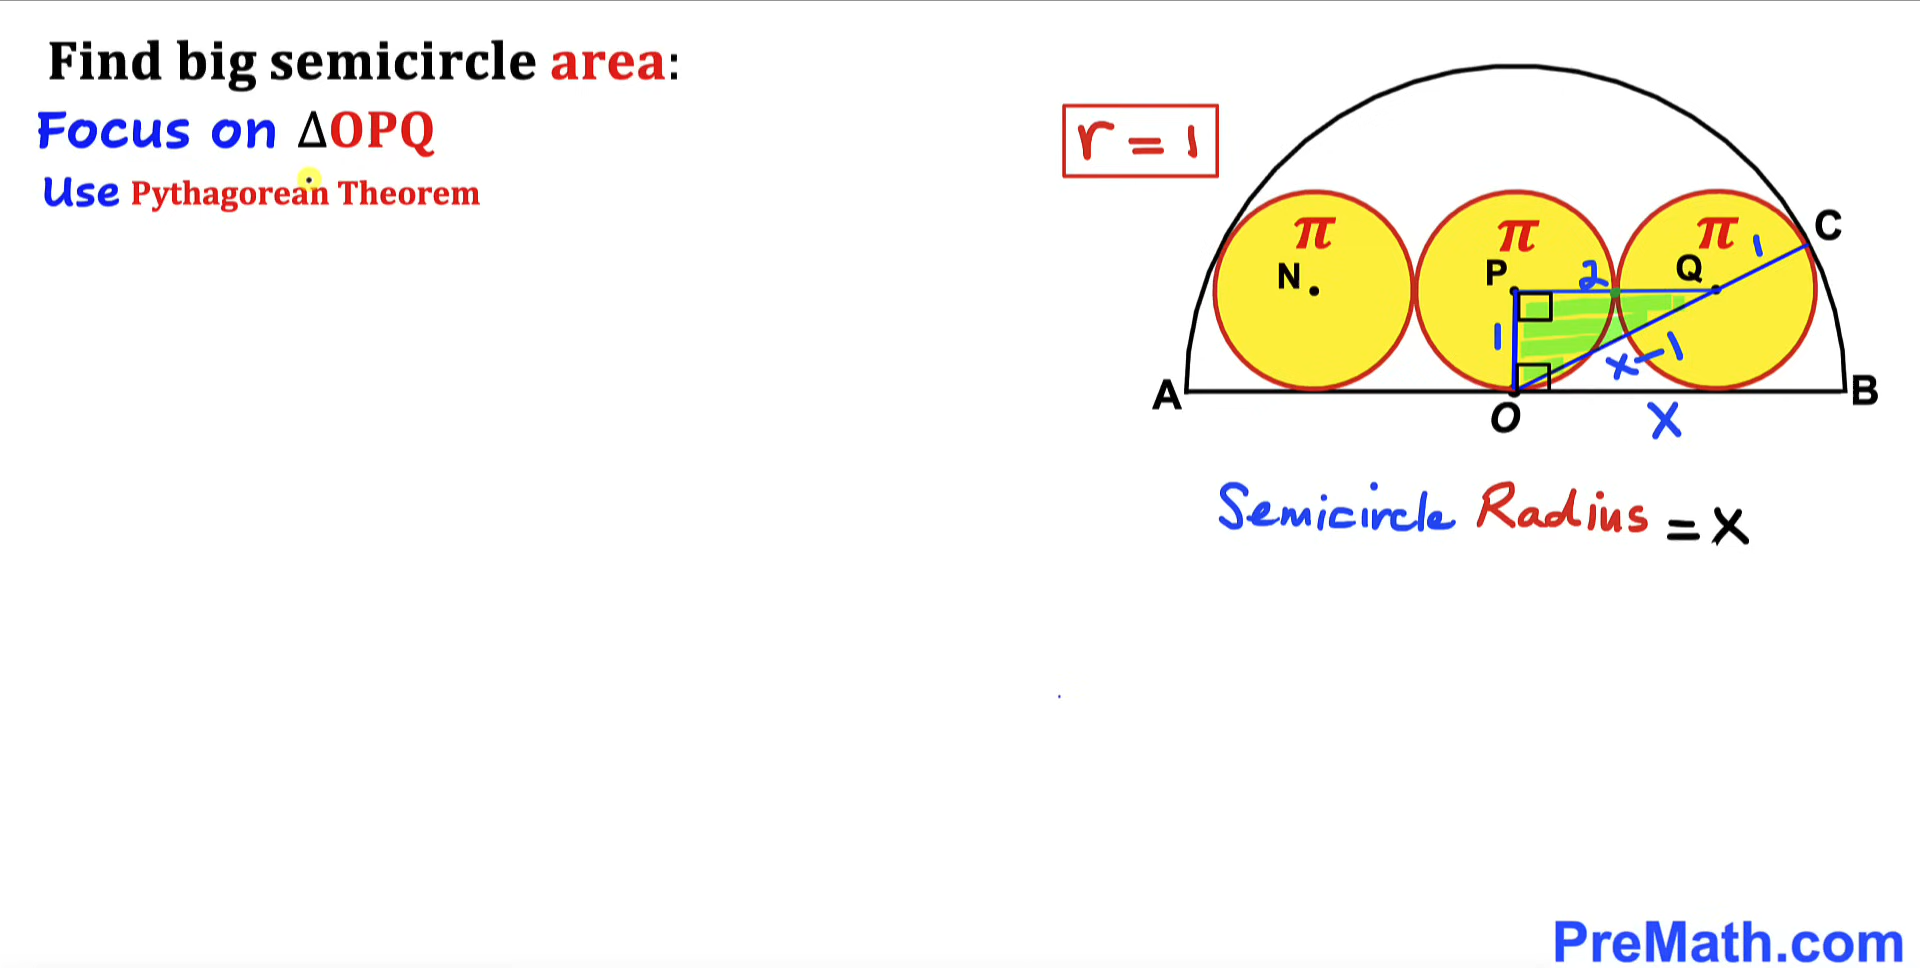 Find big semicircle area:
Focus on ΔOPQ
Use Pythagorean Theorem
r = 1
π π π
N P Q C
2 1
1
x-1
A O B
x
Semicircle Radius = x
PreMath.com